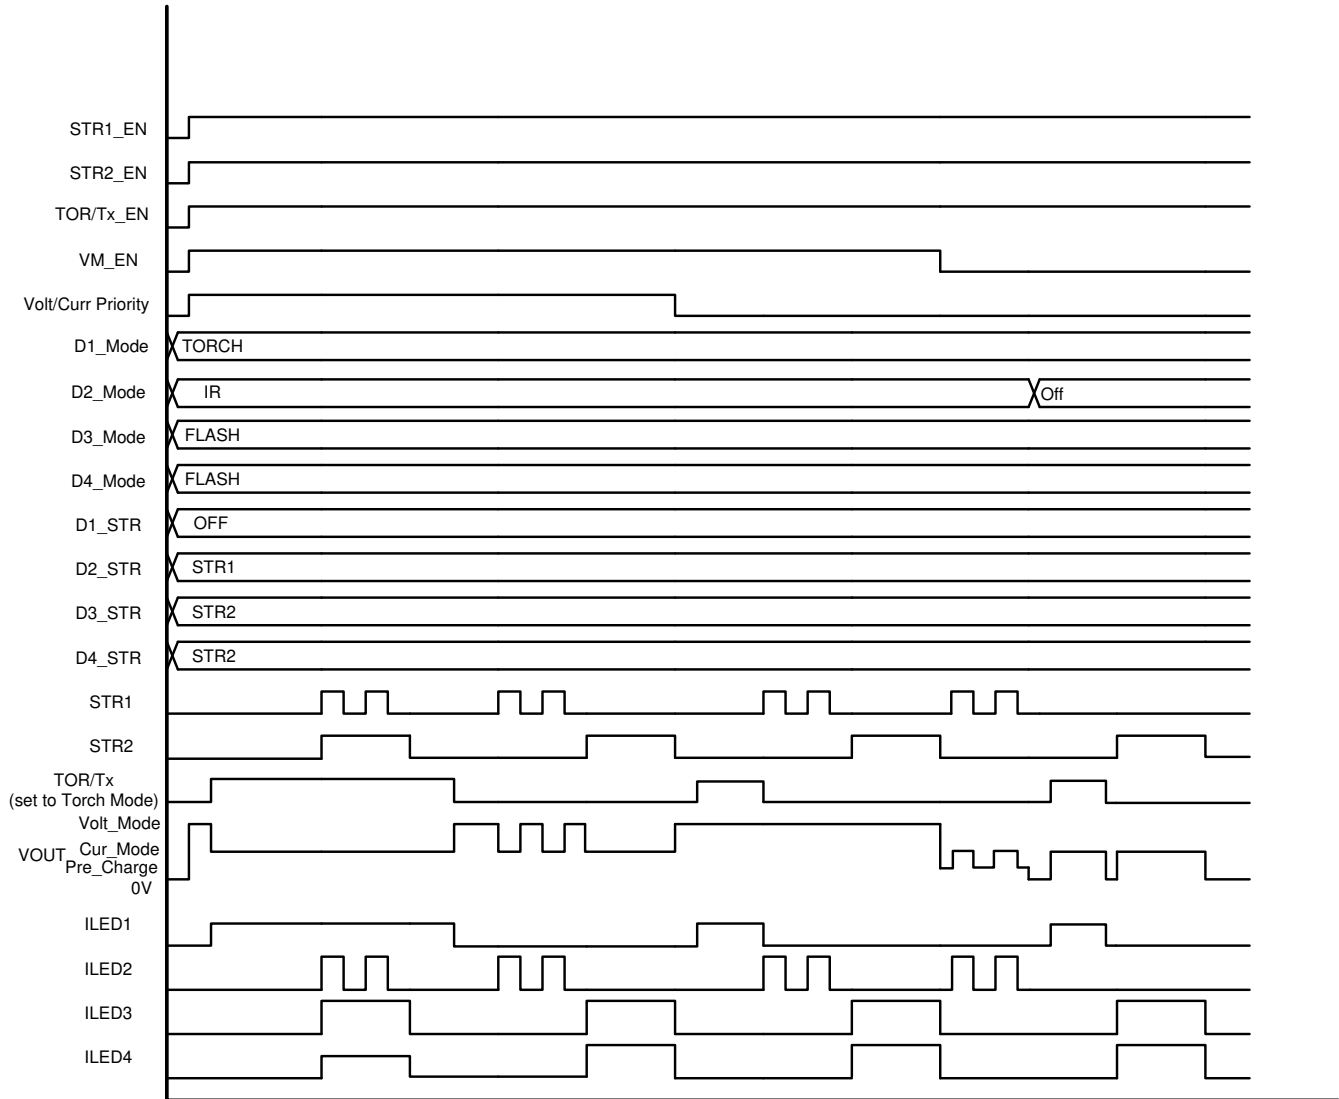 STR1_EN
STR2_EN
TOR/Tx_EN
VM_EN
Volt/Curr Priority
D1_Mode TORCH
D2_Mode IR Off
D3_Mode FLASH
D4_Mode FLASH
D1_STR OFF
D2_STR STR1
D3_STR STR2
D4_STR STR2
STR1
STR2
TOR/Tx
(set to Torch Mode)
Volt_Mode
VOUT Cur_Mode
Pre_Charge
0V
ILED1
ILED2
ILED3
ILED4